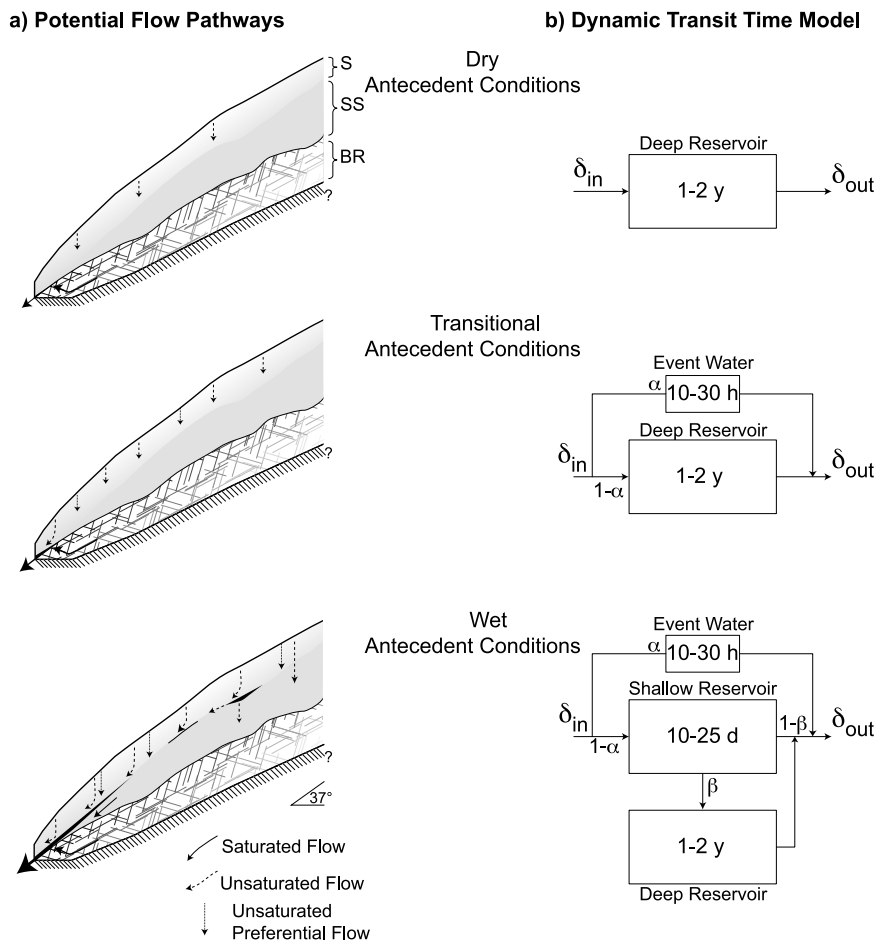 a) Potential Flow Pathways
b) Dynamic Transit Time Model
Dry
Antecedent Conditions
S
SS
BR
?
Deep Reservoir
δin
1-2 y
δout
Transitional
Antecedent Conditions
?
Event Water
α
10-30 h
Deep Reservoir
δin
1-2 y
δout
1-α
Wet
Antecedent Conditions
?
37°
Event Water
α
10-30 h
Shallow Reservoir
δin
10-25 d
1-β
δout
1-α
β
1-2 y
Deep Reservoir
Saturated Flow
Unsaturated Flow
Unsaturated
Preferential Flow